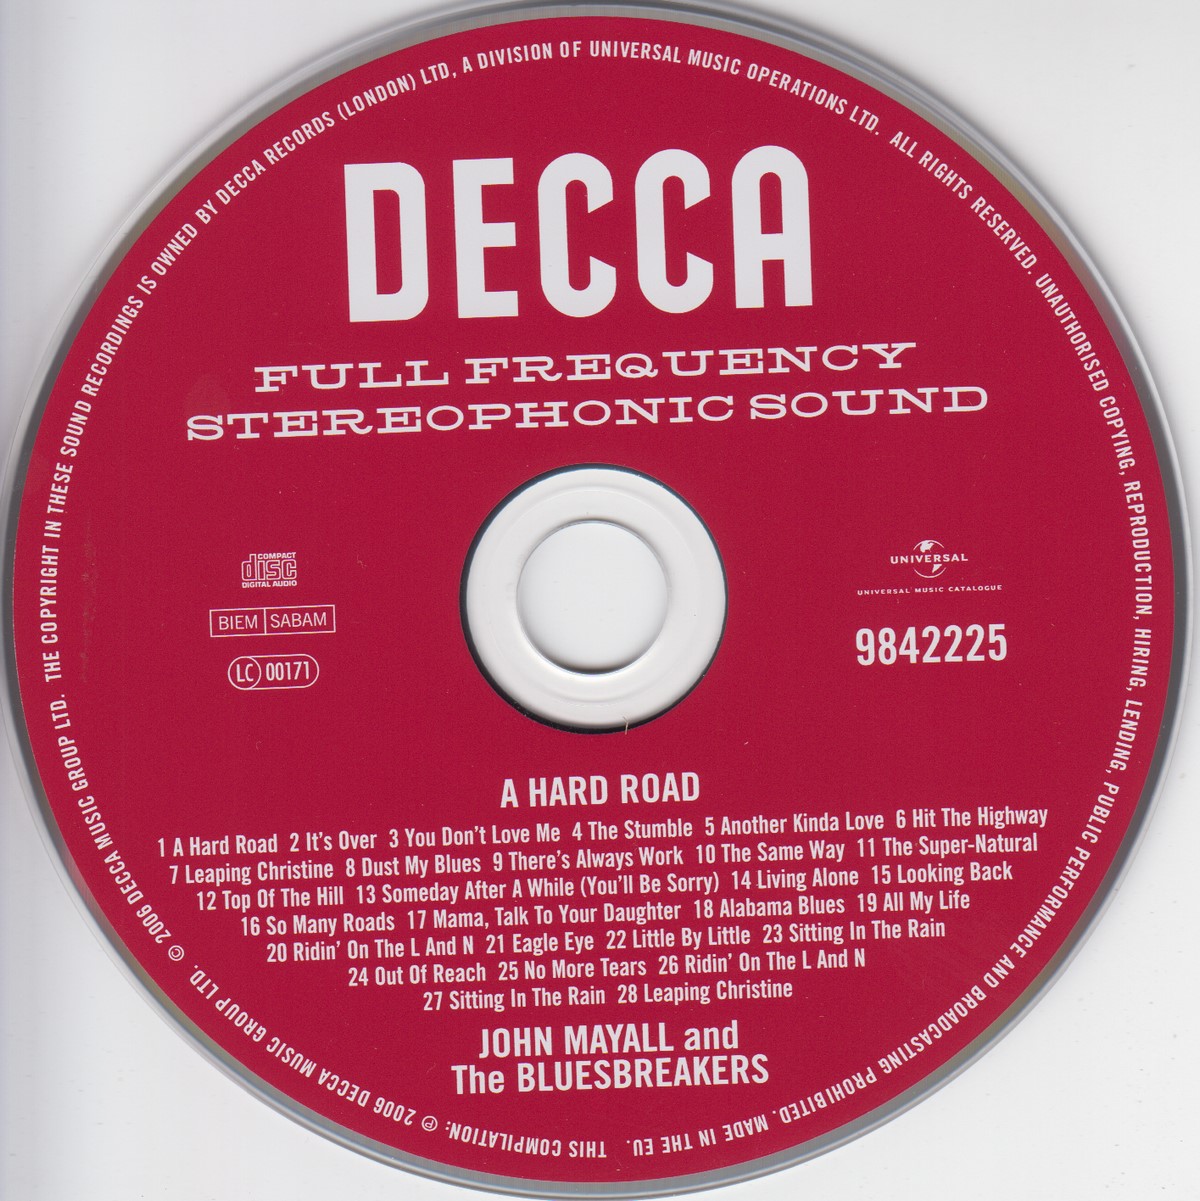 DECCA
FULL FREQUENCY
STEREOPHONIC SOUND
COMPACT
disc
DIGITAL AUDIO
BIEM SABAM
LC 00171
UNIVERSAL
UNIVERSAL MUSIC CATALOGUE
9842225
A HARD ROAD
1 A Hard Road 2 It's Over 3 You Don't Love Me 4 The Stumble 5 Another Kinda Love 6 Hit The Highway
7 Leaping Christine 8 Dust My Blues 9 There's Always Work 10 The Same Way 11 The Super-Natural
12 Top Of The Hill 13 Someday After A While (You'll Be Sorry) 14 Living Alone 15 Looking Back
16 So Many Roads 17 Mama, Talk To Your Daughter 18 Alabama Blues 19 All My Life
20 Ridin' On The L And N 21 Eagle Eye 22 Little By Little 23 Sitting In The Rain
24 Out Of Reach 25 No More Tears 26 Ridin' On The L And N
27 Sitting In The Rain 28 Leaping Christine
JOHN MAYALL and
The BLUESBREAKERS
THIS COMPILATION: ℗ 2006 DECCA MUSIC GROUP LTD. © 2006 DECCA MUSIC GROUP LTD. THE COPYRIGHT IN THESE SOUND RECORDINGS IS OWNED BY DECCA RECORDS (LONDON) LTD, A DIVISION OF UNIVERSAL MUSIC OPERATIONS LTD. ALL RIGHTS RESERVED. UNAUTHORISED COPYING, REPRODUCTION, HIRING, LENDING, PUBLIC PERFORMANCE AND BROADCASTING PROHIBITED. MADE IN THE EU.